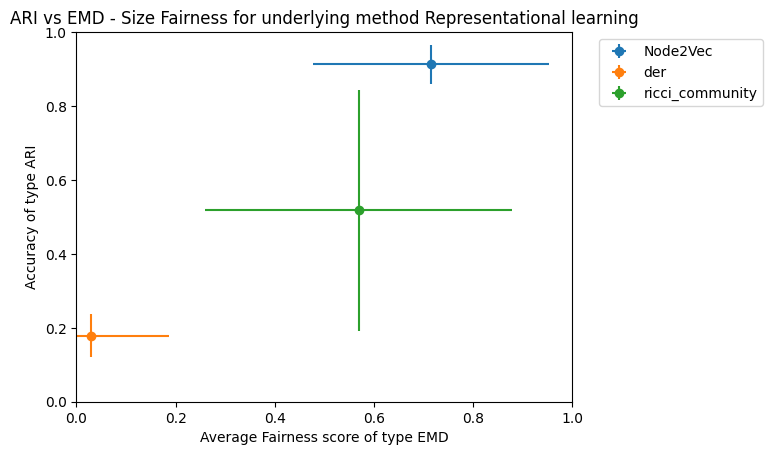 ARI vs EMD - Size Fairness for underlying method Representational learning
1.0
0.8
0.6
0.4
0.2
0.0
Accuracy of type ARI
0.0 0.2 0.4 0.6 0.8 1.0
Average Fairness score of type EMD
Node2Vec
der
ricci_community